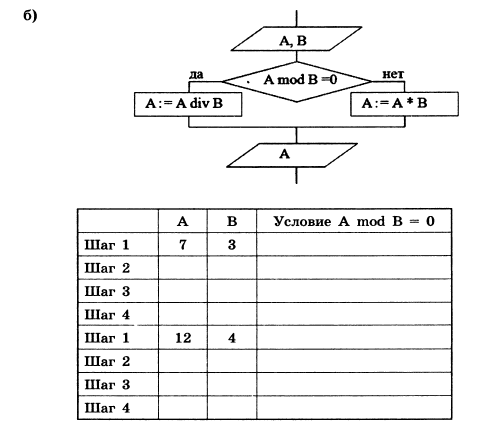 б)
A, B
да
A mod B =0
нет
A := A div B
A := A * B
A
A B Условие A mod B = 0
Шаг 1 7 3
Шаг 2
Шаг 3
Шаг 4
Шаг 1 12 4
Шаг 2
Шаг 3
Шаг 4